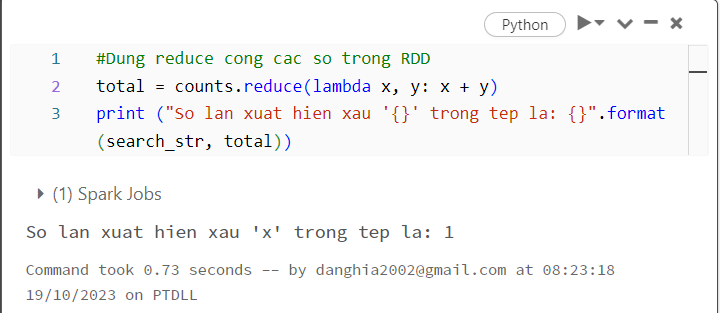 Python
1 #Dung reduce cong cac so trong RDD
2 total = counts.reduce(lambda x, y: x + y)
3 print ("So lan xuat hien xau '{}' trong tep la: {}".format
(search_str, total))
(1) Spark Jobs
So lan xuat hien xau 'x' trong tep la: 1
Command took 0.73 seconds -- by danghia2002@gmail.com at 08:23:18
19/10/2023 on PTDLL